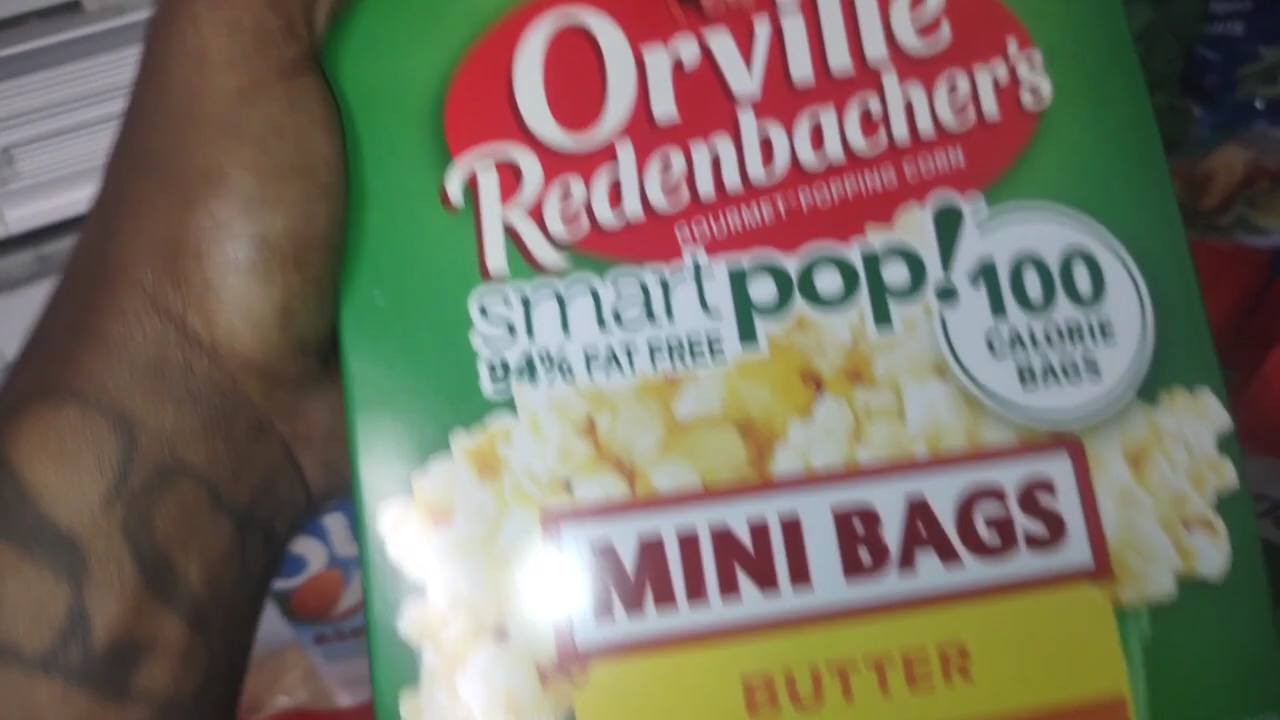 Orville
Redenbacher's
GOURMET POPPING CORN
smartpop!
94% FAT FREE
100
CALORIE
BAGS
MINI BAGS
BUTTER